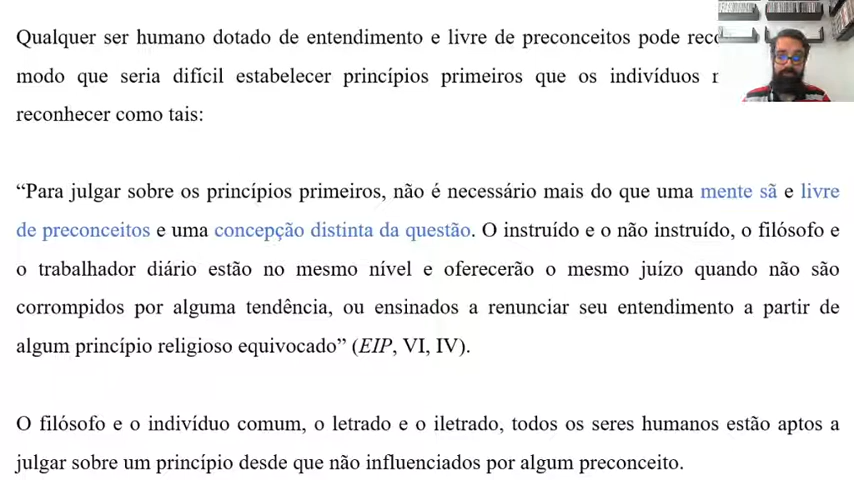 Qualquer ser humano dotado de entendimento e livre de preconceitos pode
modo que seria difícil estabelecer princípios primeiros que os indivíduos
reconhecer como tais:
“Para julgar sobre os princípios primeiros, não é necessário mais do que uma mente sã e livre
de preconceitos e uma concepção distinta da questão. O instruído e o não instruído, o filósofo e
o trabalhador diário estão no mesmo nível e oferecerão o mesmo juízo quando não são
corrompidos por alguma tendência, ou ensinados a renunciar seu entendimento a partir de
algum princípio religioso equivocado” (EIP, VI, IV).
O filósofo e o indivíduo comum, o letrado e o iletrado, todos os seres humanos estão aptos a
julgar sobre um princípio desde que não influenciados por algum preconceito.